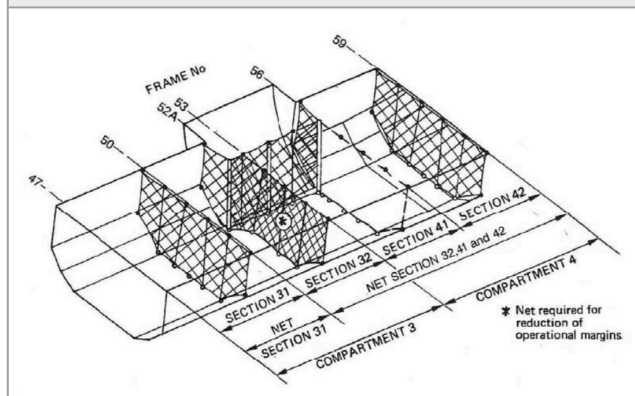 FRAME No
47
50
52A
53
56
59
SECTION 31
SECTION 32
SECTION 41
SECTION 42
NET
SECTION 31
NET SECTION 32,41 and 42
COMPARTMENT 3
COMPARTMENT 4
* Net required for
reduction of
operational margins
*